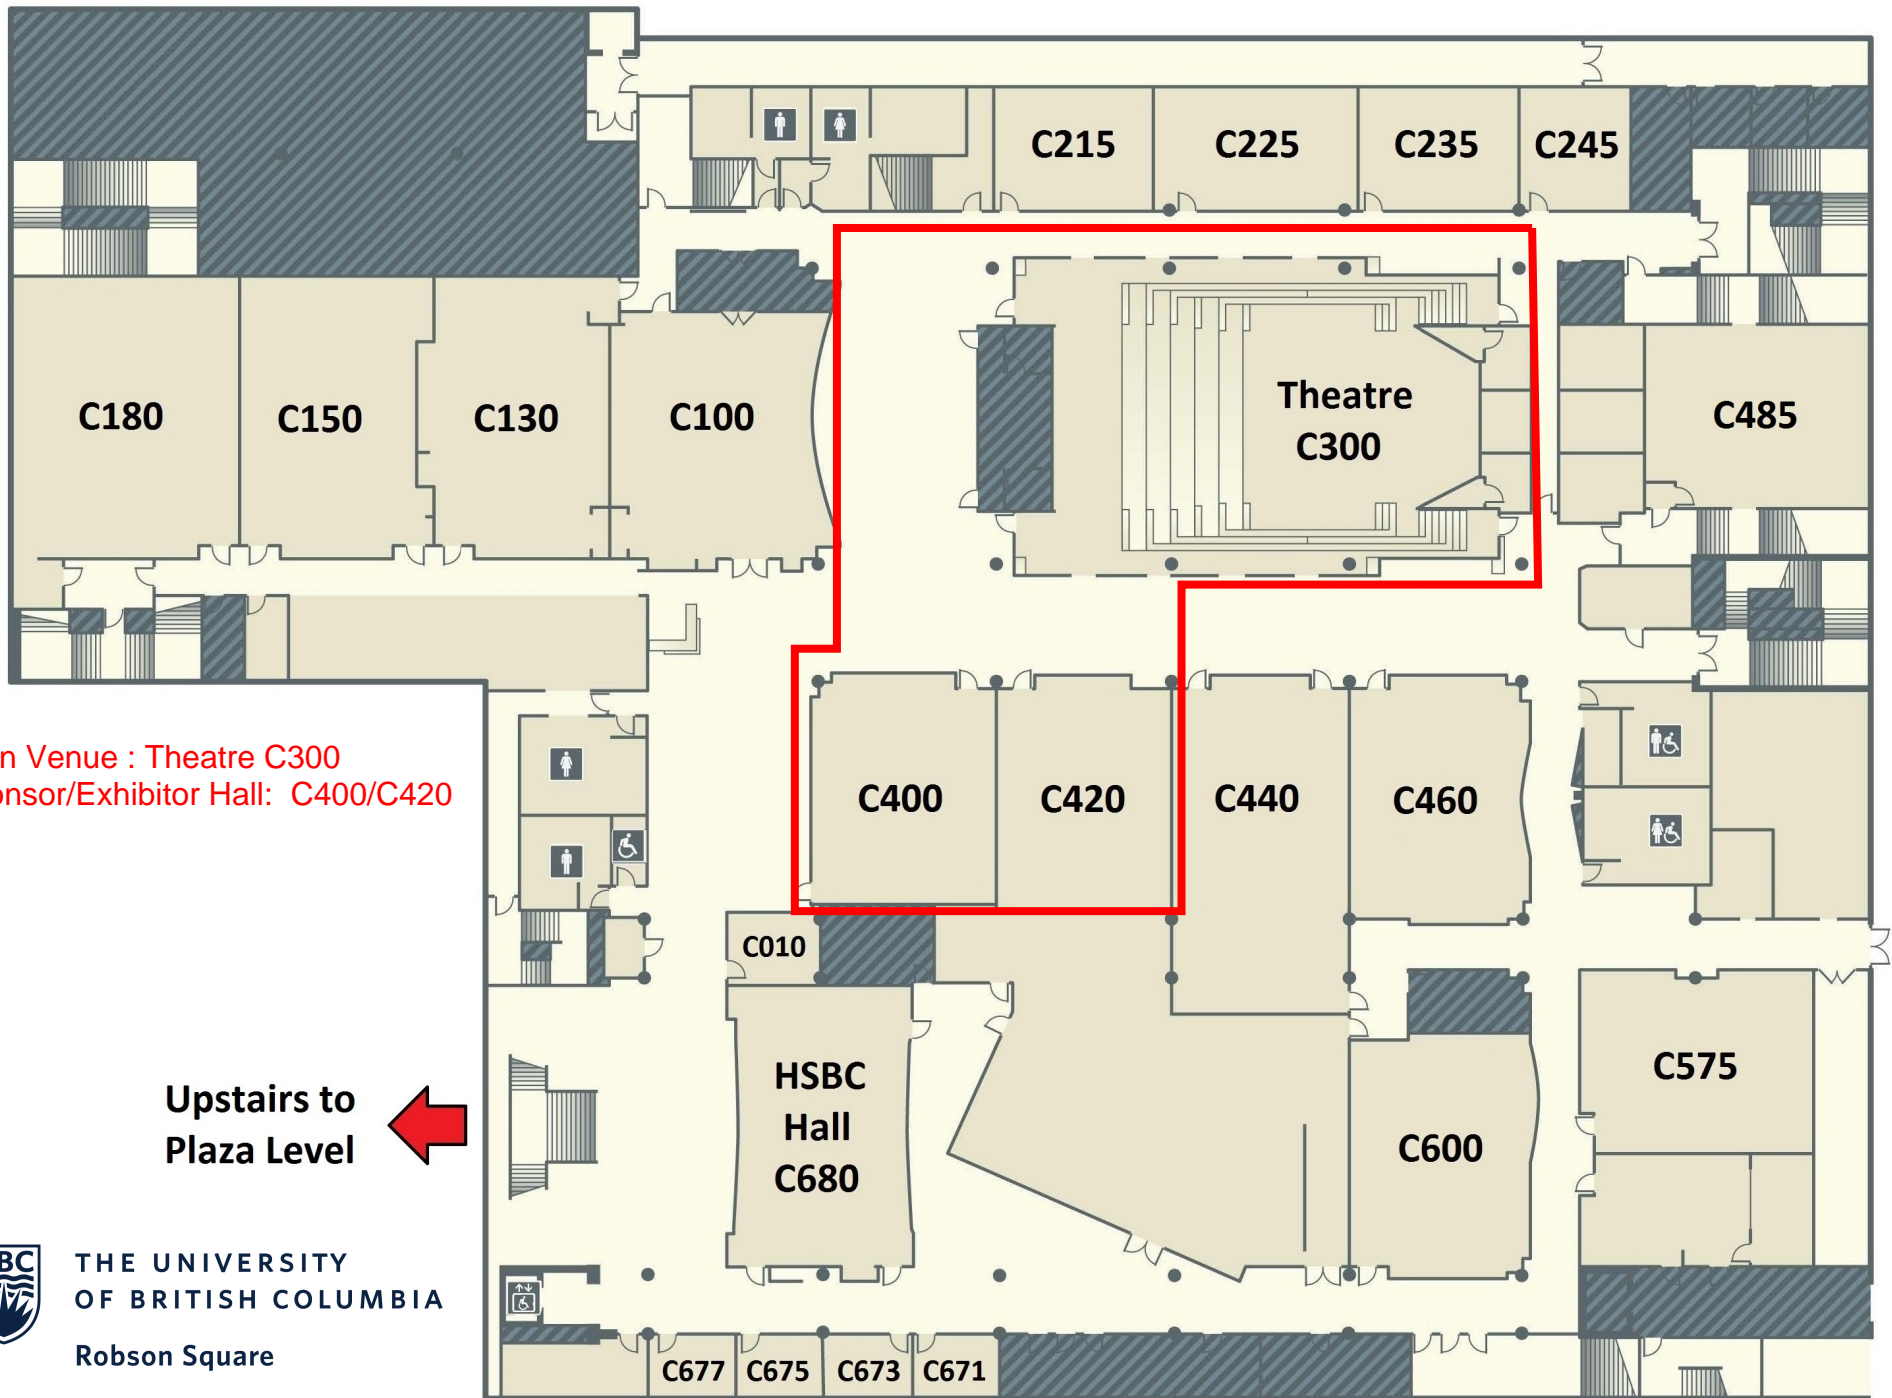 C215
C225
C235
C245
C180
C150
C130
C100
Theatre
C300
C485
n Venue : Theatre C300
onsor/Exhibitor Hall: C400/C420
C400
C420
C440
C460
C010
HSBC
Hall
C680
C575
C600
Upstairs to
Plaza Level
BC
THE UNIVERSITY
OF BRITISH COLUMBIA
Robson Square
C677
C675
C673
C671